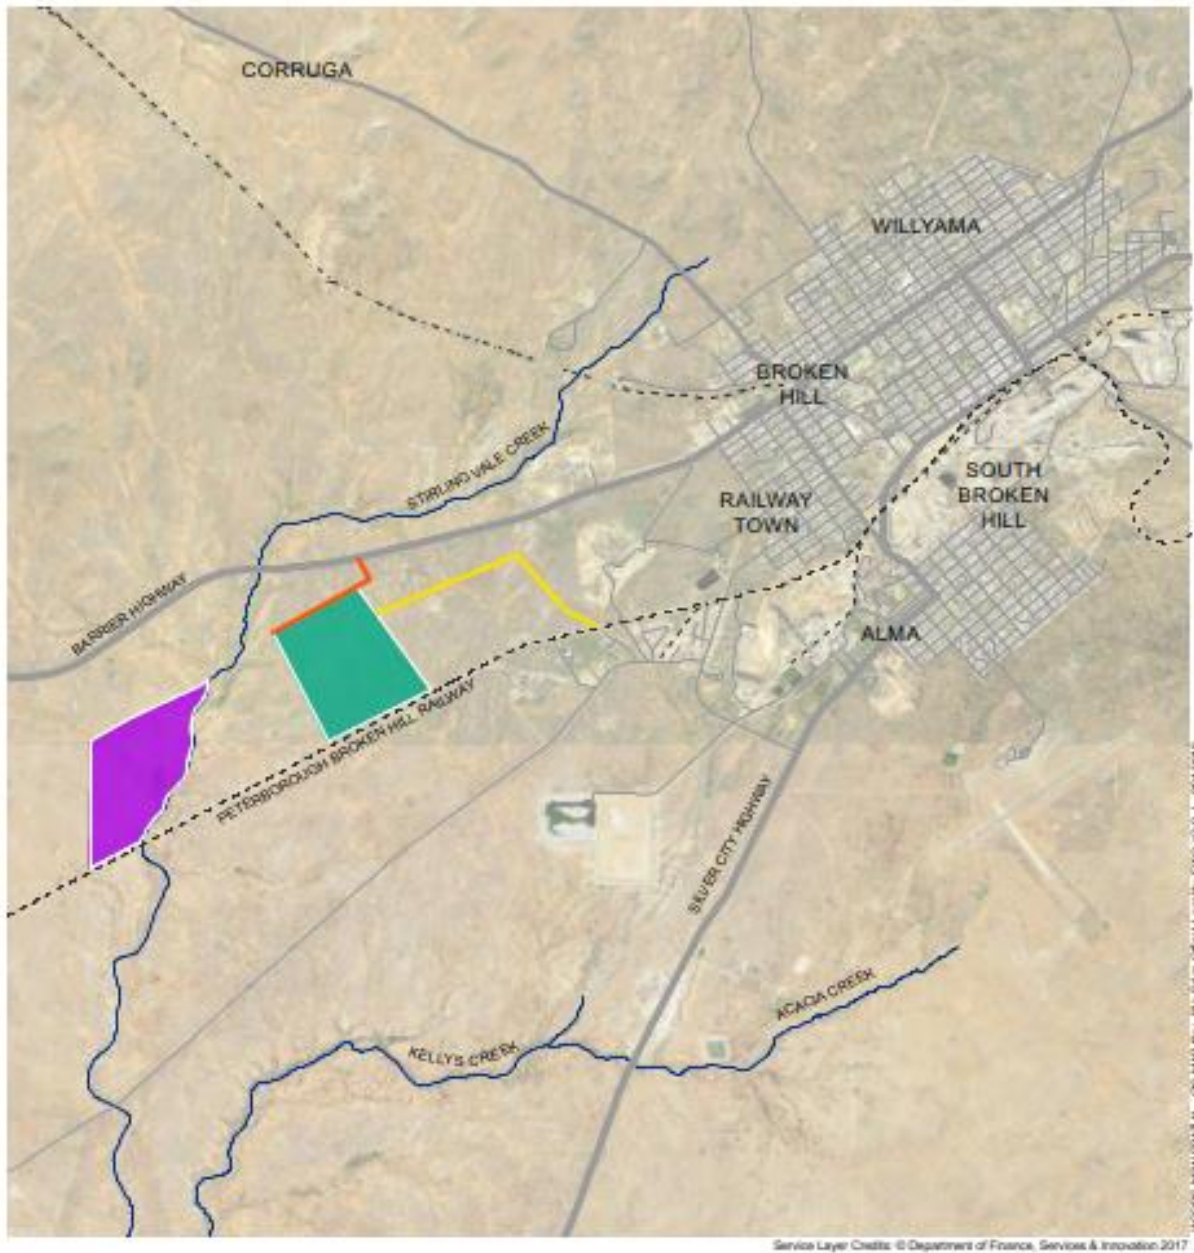 CORRUGA
WILLYAMA
BROKEN
HILL
STIRLING VALE CREEK
SOUTH
BROKEN
HILL
RAILWAY
TOWN
BARRIER HIGHWAY
ALMA
PETERBOROUGH BROKEN HILL RAILWAY
SILVER CITY HIGHWAY
ACACIA CREEK
KELLYS CREEK
Service Layer Credits: © Department of Finance, Services & Innovation 2017